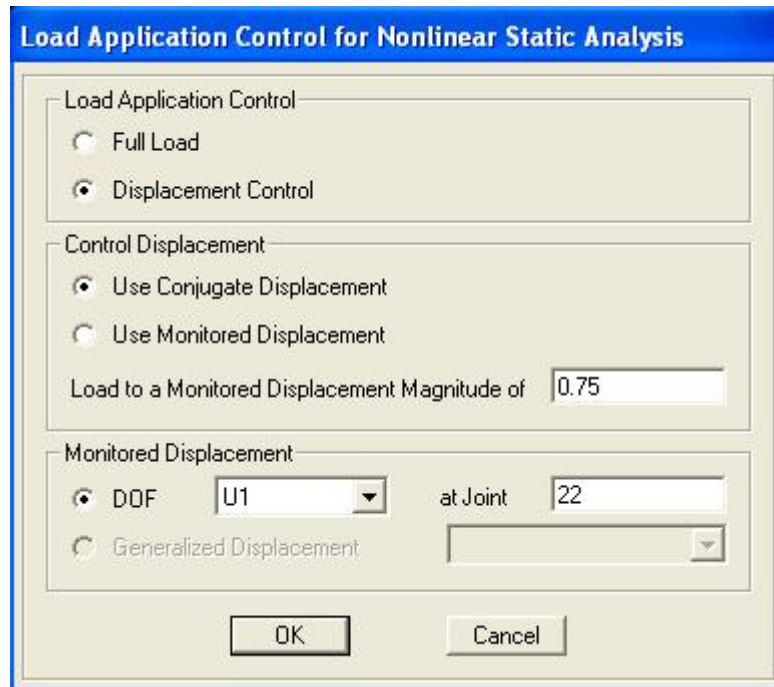 Load Application Control for Nonlinear Static Analysis
Load Application Control
Full Load
Displacement Control
Control Displacement
Use Conjugate Displacement
Use Monitored Displacement
Load to a Monitored Displacement Magnitude of 0.75
Monitored Displacement
DOF U1 at Joint 22
Generalized Displacement
OK Cancel